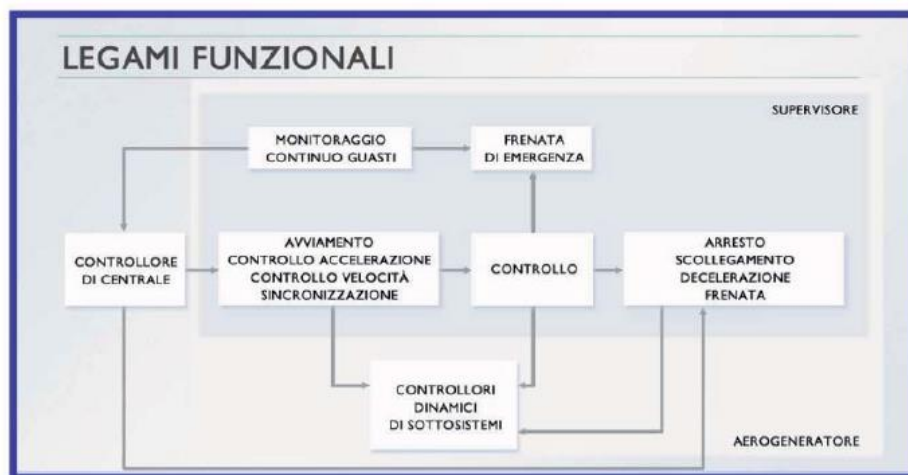 LEGAMI FUNZIONALI
SUPERVISORE
MONITORAGGIO
CONTINUO GUASTI
FRENATA
DI EMERGENZA
CONTROLLORE
DI CENTRALE
AVVIAMENTO
CONTROLLO ACCELERAZIONE
CONTROLLO VELOCITÀ
SINCRONIZZAZIONE
CONTROLLO
ARRESTO
SCOLLEGAMENTO
DECELERAZIONE
FRENATA
CONTROLLORI
DINAMICI
DI SOTTOSISTEMI
AEROGENERATORE